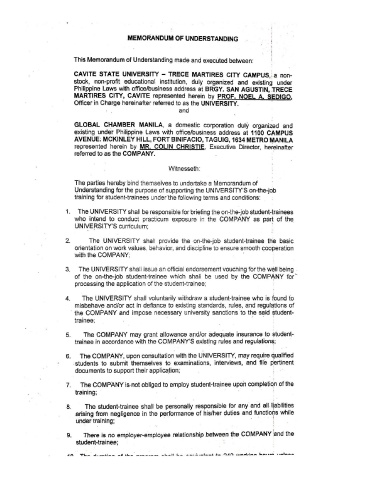 MEMORANDUM OF UNDERSTANDING
This Memorandum of Understanding made and executed between:
CAVITE STATE UNIVERSITY – TRECE MARTIRES CITY CAMPUS, a non-
stock, non-profit educational institution, duly organized and existing under
Philippine Laws with office/business address at BRGY. SAN AGUSTIN, TRECE
MARTIRES CITY, CAVITE represented herein by PROF. NOEL A. SEDIGO,
Officer in Charge hereinafter referred to as the UNIVERSITY.
and
GLOBAL CHAMBER MANILA, a domestic corporation duly organized and
existing under Philippine Laws with office/business address at 1100 CAMPUS
AVENUE: MCKINLEY HILL, FORT BINIFACIO, TAGUIG, 1634 METRO MANILA
represented herein by MR. COLIN CHRISTIE, Executive Director, hereinafter
referred to as the COMPANY.
Witnesseth:
The parties hereby bind themselves to undertake a Memorandum of
Understanding for the purpose of supporting the UNIVERSITY'S on-the-job
training for student-trainees under the following terms and conditions:
1. The UNIVERSITY shall be responsible for briefing the on-the-job student-trainees
who intend to conduct practicum exposure in the COMPANY as part of the
UNIVERSITY'S curriculum;
2. The UNIVERSITY shall provide the on-the-job student-trainee the basic
orientation on work values, behavior, and discipline to ensure smooth cooperation
with the COMPANY;
3. The UNIVERSITY shall issue an official endorsement vouching for the well being
of the on-the-job student-trainee which shall be used by the COMPANY for
processing the application of the student-trainee;
4. The UNIVERSITY shall voluntarily withdraw a student-trainee who is found to
misbehave and/or act in defiance to existing standards, rules, and regulations of
the COMPANY and impose necessary university sanctions to the said student-
trainee;
5. The COMPANY may grant allowance and/or adequate insurance to student-
trainee in accordance with the COMPANY'S existing rules and regulations;
6. The COMPANY, upon consultation with the UNIVERSITY, may require qualified
students to submit themselves to examinations, interviews, and file pertinent
documents to support their application;
7. The COMPANY is not obliged to employ student-trainee upon completion of the
training;
8. The student-trainee shall be personally responsible for any and all liabilities
arising from negligence in the performance of his/her duties and functions while
under training;
9. There is no employer-employee relationship between the COMPANY and the
student-trainee;